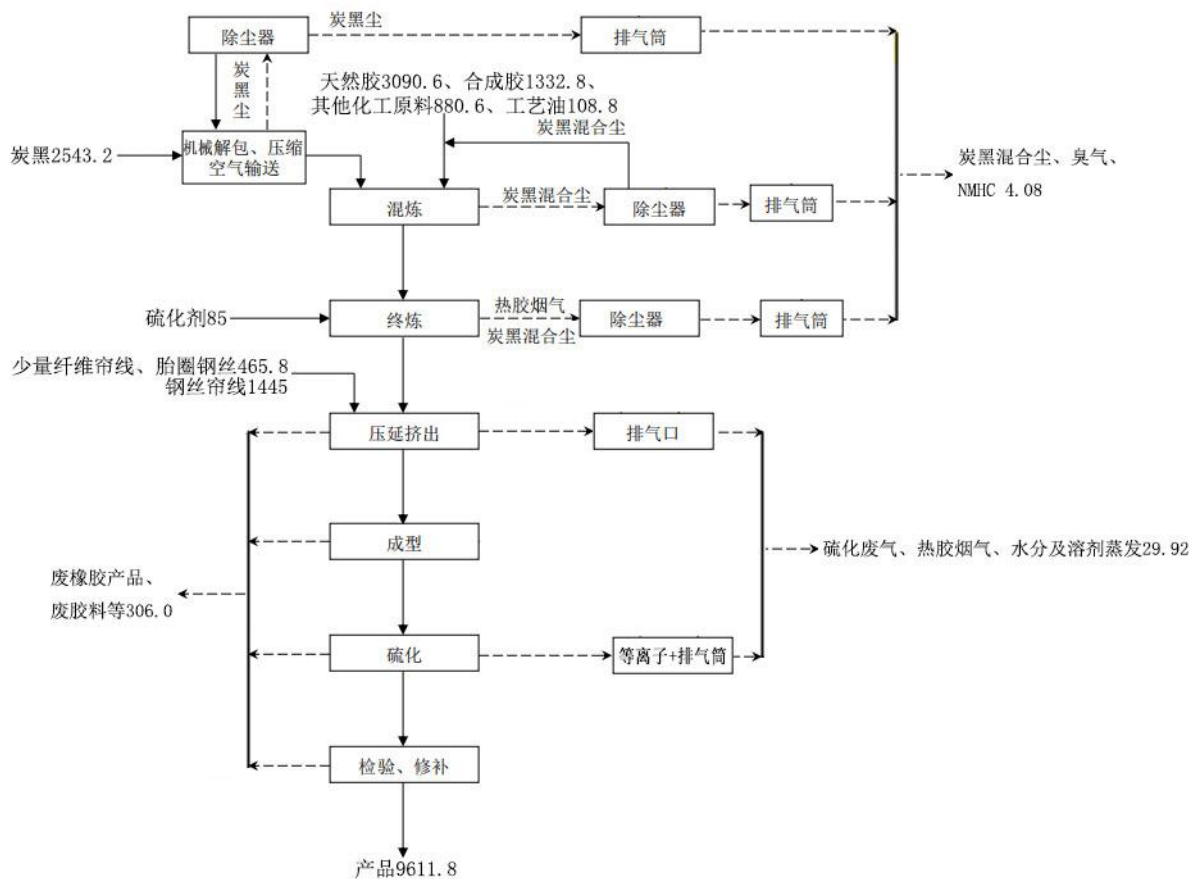 炭黑尘
除尘器
排气筒
炭黑尘
天然胶3090.6、合成胶1332.8、
其他化工原料880.6、工艺油108.8
炭黑混合尘
炭黑2543.2
机械解包、压缩
空气输送
炭黑混合尘、臭气、
NMHC 4.08
混炼
炭黑混合尘
除尘器
排气筒
硫化剂85
终炼
热胶烟气
炭黑混合尘
除尘器
排气筒
少量纤维帘线、胎圈钢丝465.8
钢丝帘线1445
压延挤出
排气口
成型
硫化废气、热胶烟气、水分及溶剂蒸发29.92
废橡胶产品、
废胶料等306.0
硫化
等离子+排气筒
检验、修补
产品9611.8